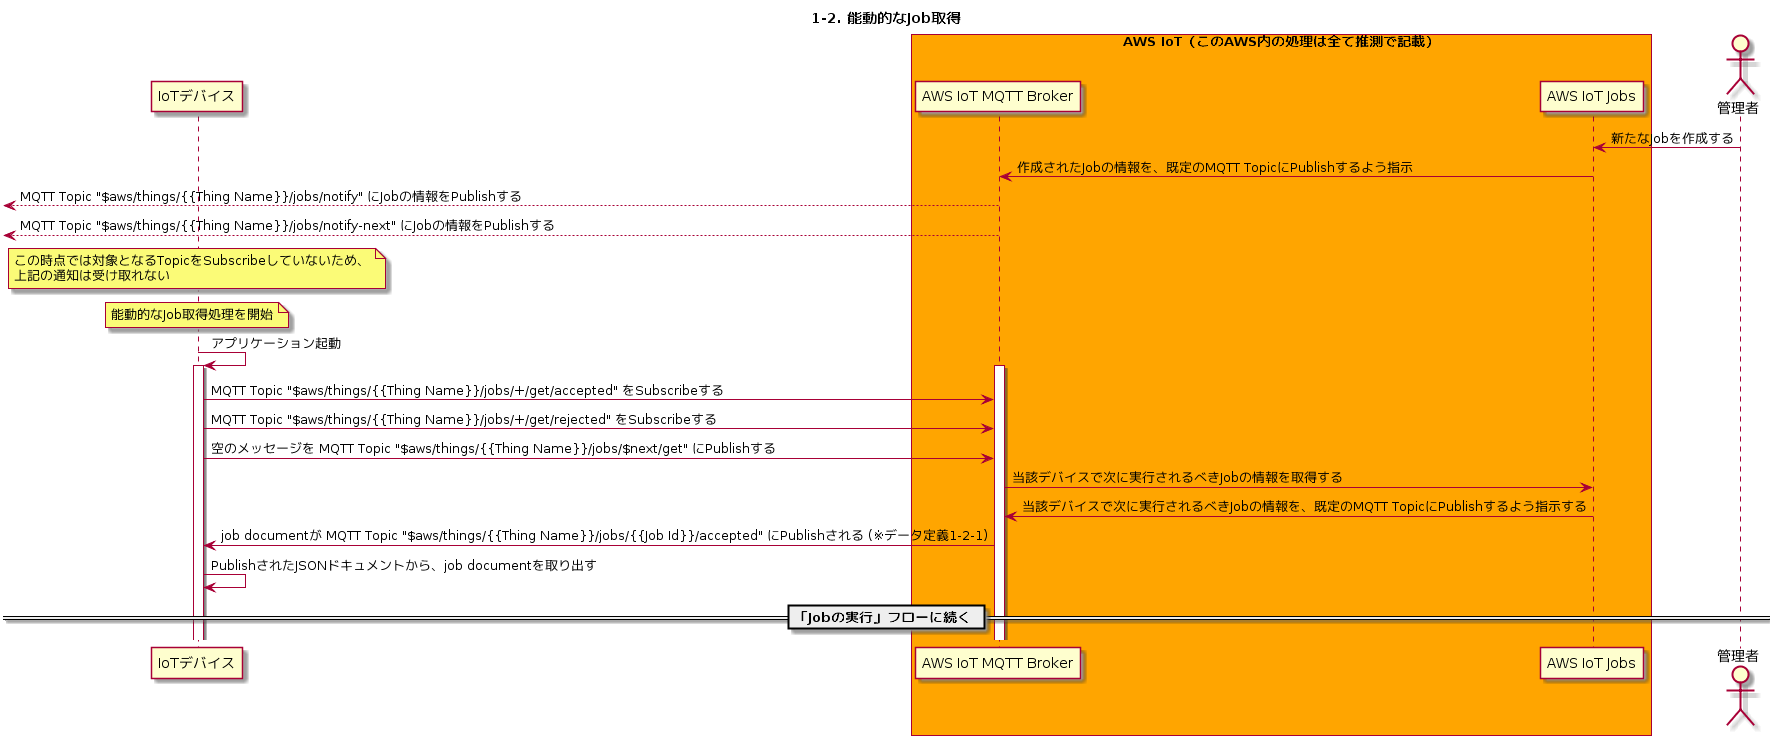 1-2. 能動的なJob取得
AWS IoT（このAWS内の処理は全て推測で記載）
IoTデバイス
AWS IoT MQTT Broker
AWS IoT Jobs
管理者
新たなJobを作成する
作成されたJobの情報を、既定のMQTT TopicにPublishするよう指示
MQTT Topic "$aws/things/{{Thing Name}}/jobs/notify" にJobの情報をPublishする
MQTT Topic "$aws/things/{{Thing Name}}/jobs/notify-next" にJobの情報をPublishする
この時点では対象となるTopicをSubscribeしていないため、
上記の通知は受け取れない
能動的なJob取得処理を開始
アプリケーション起動
MQTT Topic "$aws/things/{{Thing Name}}/jobs/+/get/accepted" をSubscribeする
MQTT Topic "$aws/things/{{Thing Name}}/jobs/+/get/rejected" をSubscribeする
空のメッセージを MQTT Topic "$aws/things/{{Thing Name}}/jobs/$next/get" にPublishする
当該デバイスで次に実行されるべきJobの情報を取得する
当該デバイスで次に実行されるべきJobの情報を、既定のMQTT TopicにPublishするよう指示する
job documentが MQTT Topic "$aws/things/{{Thing Name}}/jobs/{{Job Id}}/accepted" にPublishされる (※データ定義1-2-1)
PublishされたJSONドキュメントから、job documentを取り出す
「Jobの実行」フローに続く
IoTデバイス
AWS IoT MQTT Broker
AWS IoT Jobs
管理者